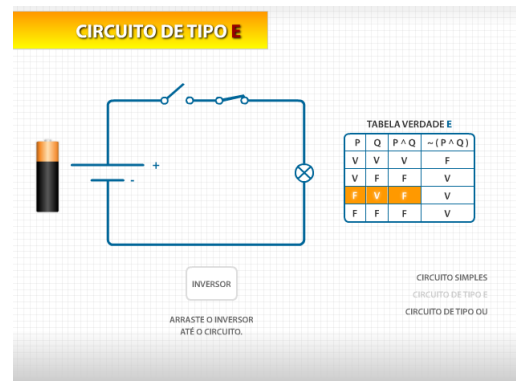 CIRCUITO DE TIPO E
+
-
TABELA VERDADE E
P Q P ^ Q ~ ( P ^ Q )
V V V F
V F F V
F V F V
F F F V
INVERSOR
ARRASTE O INVERSOR
ATÉ O CIRCUITO.
CIRCUITO SIMPLES
CIRCUITO DE TIPO E
CIRCUITO DE TIPO OU